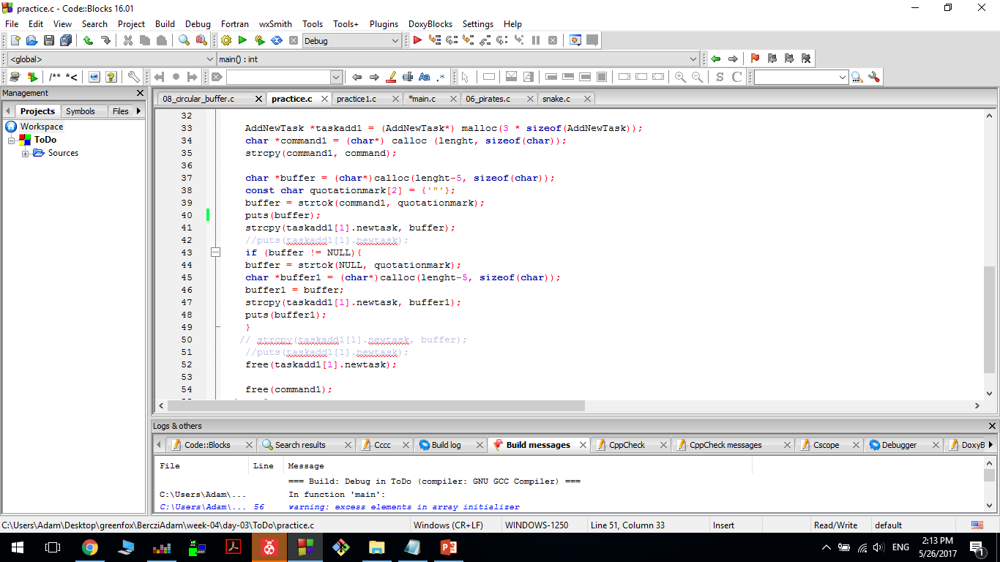 practice.c - Code::Blocks 16.01
File Edit View Search Project Build Debug Fortran wxSmith Tools Tools+ Plugins DoxyBlocks Settings Help
Debug
<global> main() : int
/** *< Aa .* S C
Management
Projects Symbols Files
Workspace
ToDo
Sources
08_circular_buffer.c practice.c practice1.c *main.c 06_pirates.c snake.c
32
33 AddNewTask *taskadd1 = (AddNewTask*) malloc(3 * sizeof(AddNewTask));
34 char *command1 = (char*) calloc (lenght, sizeof(char));
35 strcpy(command1, command);
36
37 char *buffer = (char*)calloc(lenght-5, sizeof(char));
38 const char quotationmark[2] = {'"'};
39 buffer = strtok(command1, quotationmark);
40 puts(buffer);
41 strcpy(taskadd1[1].newtask, buffer);
42 //puts(taskadd1[1].newtask);
43 if (buffer != NULL){
44 buffer = strtok(NULL, quotationmark);
45 char *buffer1 = (char*)calloc(lenght-5, sizeof(char));
46 buffer1 = buffer;
47 strcpy(taskadd1[1].newtask, buffer1);
48 puts(buffer1);
49 }
50 // strcpy(taskadd1[1].newtask, buffer);
51 //puts(taskadd1[1].newtask);
52 free(taskadd1[1].newtask);
53
54 free(command1);
Logs & others
Code::Blocks Search results Cccc Build log Build messages CppCheck CppCheck messages Cscope Debugger DoxyB
File Line Message
=== Build: Debug in ToDo (compiler: GNU GCC Compiler) ===
C:\Users\Adam\... In function 'main':
C:\Users\Adam\... 56 warning: excess elements in array initializer
C:\Users\Adam\Desktop\greenfox\BercziAdam\week-04\day-03\ToDo\practice.c Windows (CR+LF) WINDOWS-1250 Line 51, Column 33 Insert Read/Write default
ENG
2:13 PM
5/26/2017
1